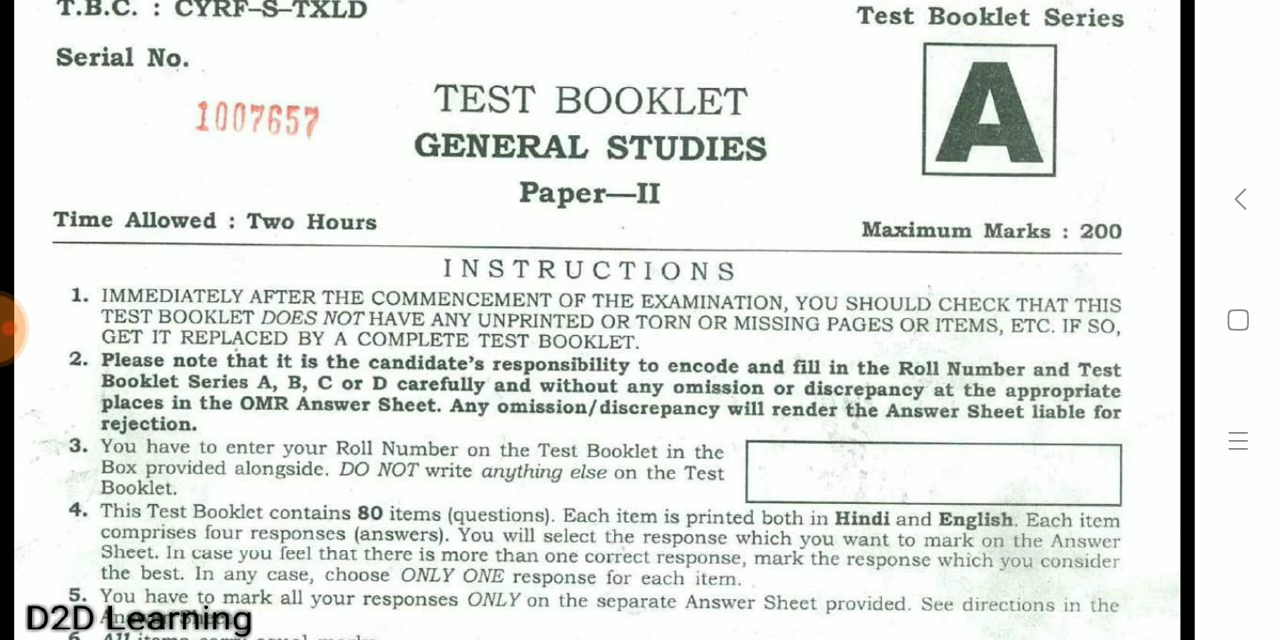 T.B.C. : CYRF–S–TXLD
Test Booklet Series
Serial No.
A
1007657
TEST BOOKLET
GENERAL STUDIES
Paper—II
Time Allowed : Two Hours
Maximum Marks : 200
INSTRUCTIONS
1. IMMEDIATELY AFTER THE COMMENCEMENT OF THE EXAMINATION, YOU SHOULD CHECK THAT THIS
TEST BOOKLET DOES NOT HAVE ANY UNPRINTED OR TORN OR MISSING PAGES OR ITEMS, ETC. IF SO,
GET IT REPLACED BY A COMPLETE TEST BOOKLET.
2. Please note that it is the candidate's responsibility to encode and fill in the Roll Number and Test
Booklet Series A, B, C or D carefully and without any omission or discrepancy at the appropriate
places in the OMR Answer Sheet. Any omission/discrepancy will render the Answer Sheet liable for
rejection.
3. You have to enter your Roll Number on the Test Booklet in the
Box provided alongside. DO NOT write anything else on the Test
Booklet.
4. This Test Booklet contains 80 items (questions). Each item is printed both in Hindi and English. Each item
comprises four responses (answers). You will select the response which you want to mark on the Answer
Sheet. In case you feel that there is more than one correct response, mark the response which you consider
the best. In any case, choose ONLY ONE response for each item.
5. You have to mark all your responses ONLY on the separate Answer Sheet provided. See directions in the
D2D Learning
6. All items carry equal marks.